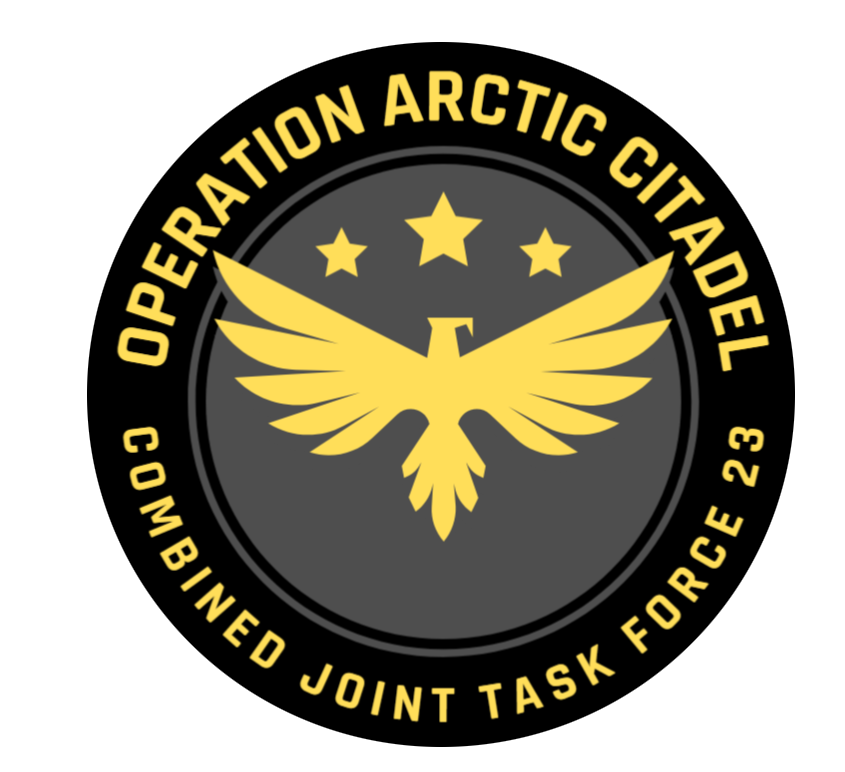 OPERATION ARCTIC CITADEL
COMBINED JOINT TASK FORCE 23